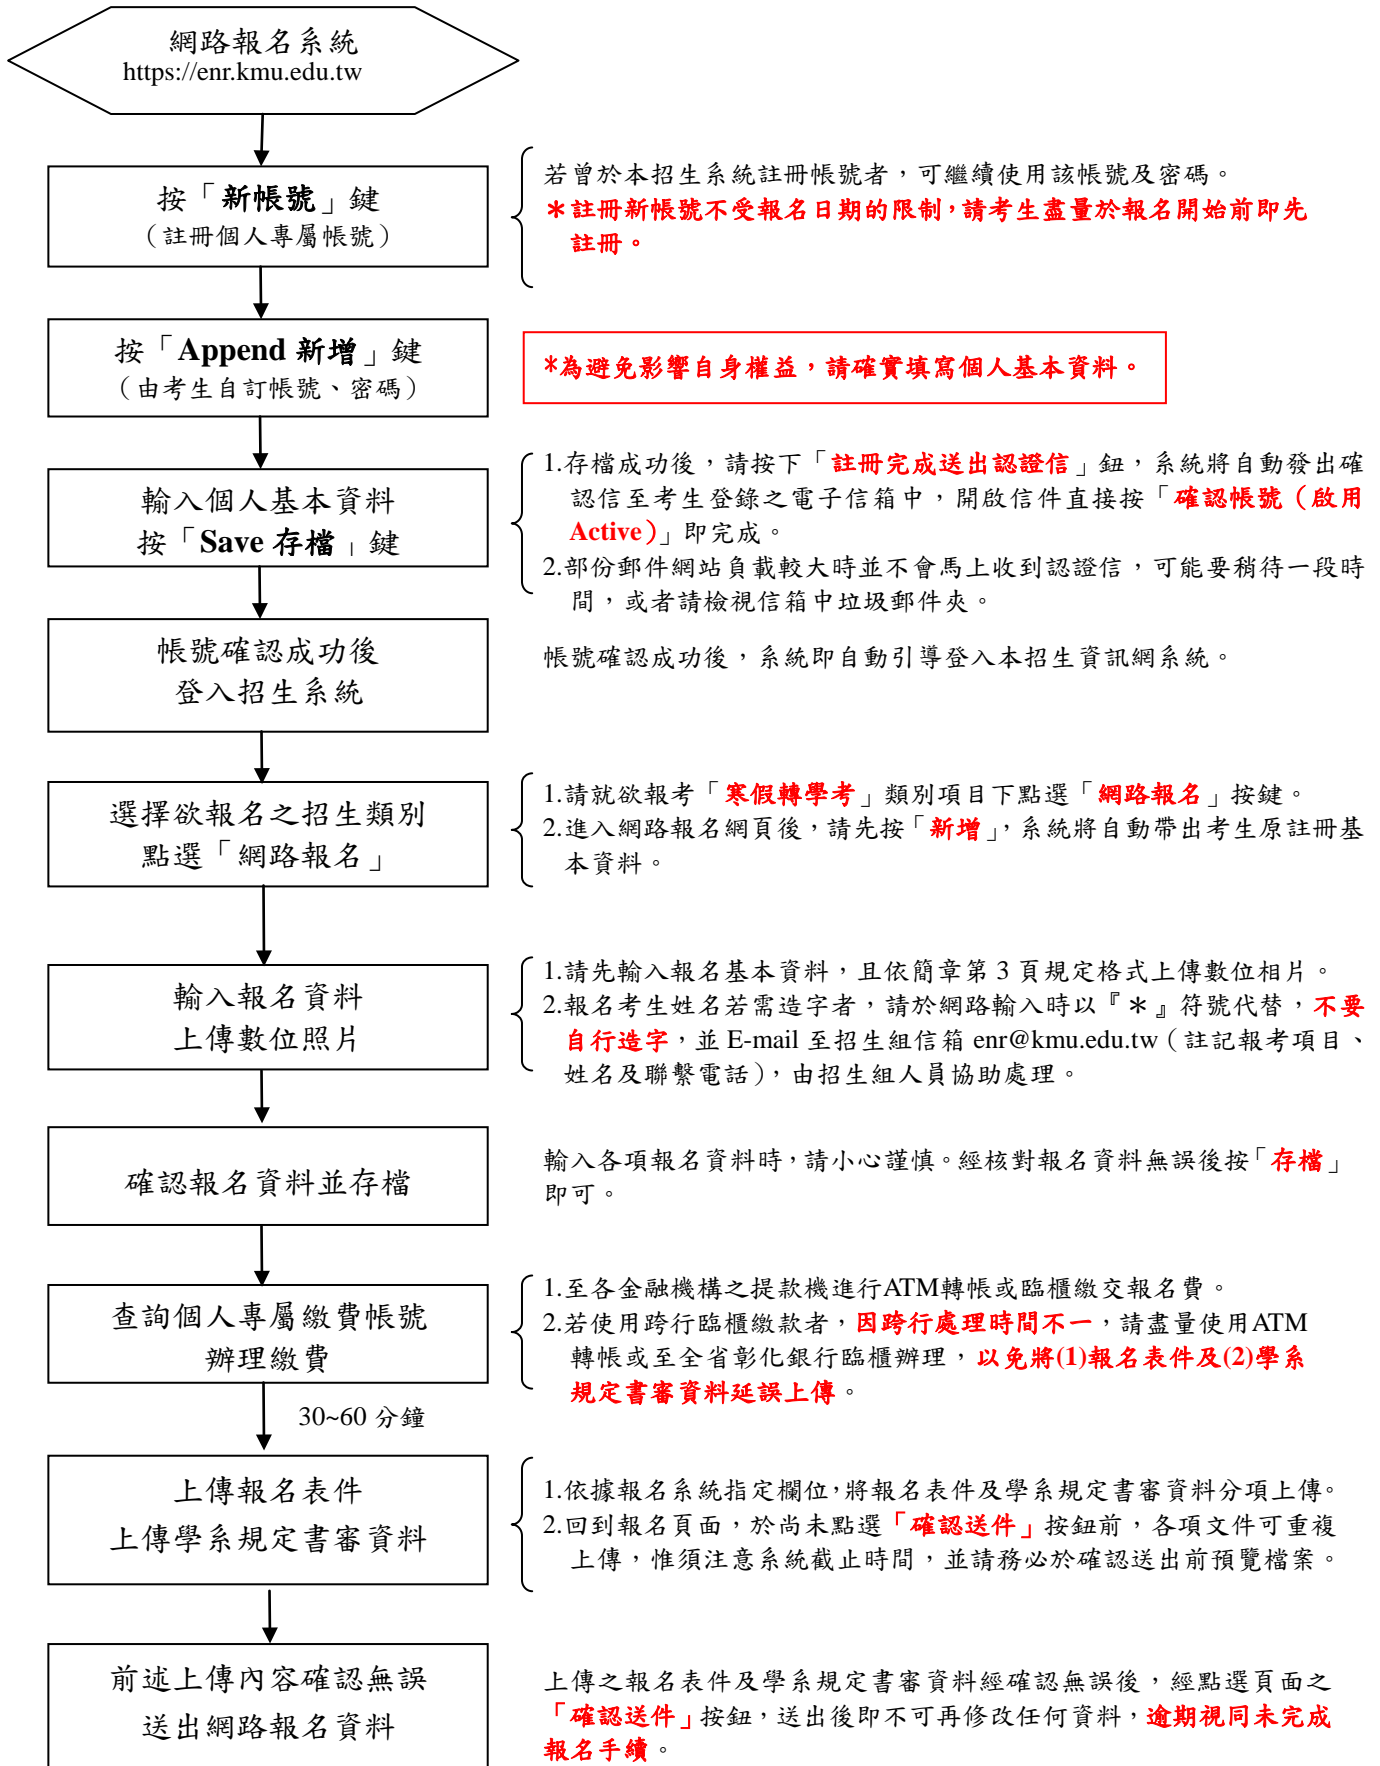 網路報名系統
https://enr.kmu.edu.tw
按「新帳號」鍵
（註冊個人專屬帳號）
若曾於本招生系統註冊帳號者，可繼續使用該帳號及密碼。
＊註冊新帳號不受報名日期的限制，請考生盡量於報名開始前即先
註冊。
按「Append 新增」鍵
（由考生自訂帳號、密碼）
*為避免影響自身權益，請確實填寫個人基本資料。
輸入個人基本資料
按「Save 存檔」鍵
1.存檔成功後，請按下「註冊完成送出認證信」鈕，系統將自動發出確
認信至考生登錄之電子信箱中，開啟信件直接按「確認帳號（啟用
Active）」即完成。
2.部份郵件網站負載較大時並不會馬上收到認證信，可能要稍待一段時
間，或者請檢視信箱中垃圾郵件夾。
帳號確認成功後
登入招生系統
帳號確認成功後，系統即自動引導登入本招生資訊網系統。
選擇欲報名之招生類別
點選「網路報名」
1.請就欲報考「寒假轉學考」類別項目下點選「網路報名」按鍵。
2.進入網路報名網頁後，請先按「新增」，系統將自動帶出考生原註冊基
本資料。
輸入報名資料
上傳數位照片
1.請先輸入報名基本資料，且依簡章第 3 頁規定格式上傳數位相片。
2.報名考生姓名若需造字者，請於網路輸入時以『＊』符號代替，不要
自行造字，並 E-mail 至招生組信箱 enr@kmu.edu.tw（註記報考項目、
姓名及聯繫電話），由招生組人員協助處理。
確認報名資料並存檔
輸入各項報名資料時，請小心謹慎。經核對報名資料無誤後按「存檔」
即可。
查詢個人專屬繳費帳號
辦理繳費
1.至各金融機構之提款機進行ATM轉帳或臨櫃繳交報名費。
2.若使用跨行臨櫃繳款者，因跨行處理時間不一，請盡量使用ATM
轉帳或至全省彰化銀行臨櫃辦理，以免將(1)報名表件及(2)學系
規定書審資料延誤上傳。
30~60 分鐘
上傳報名表件
上傳學系規定書審資料
1.依據報名系統指定欄位，將報名表件及學系規定書審資料分項上傳。
2.回到報名頁面，於尚未點選「確認送件」按鈕前，各項文件可重複
上傳，惟須注意系統截止時間，並請務必於確認送出前預覽檔案。
前述上傳內容確認無誤
送出網路報名資料
上傳之報名表件及學系規定書審資料經確認無誤後，經點選頁面之
「確認送件」按鈕，送出後即不可再修改任何資料，逾期視同未完成
報名手續。